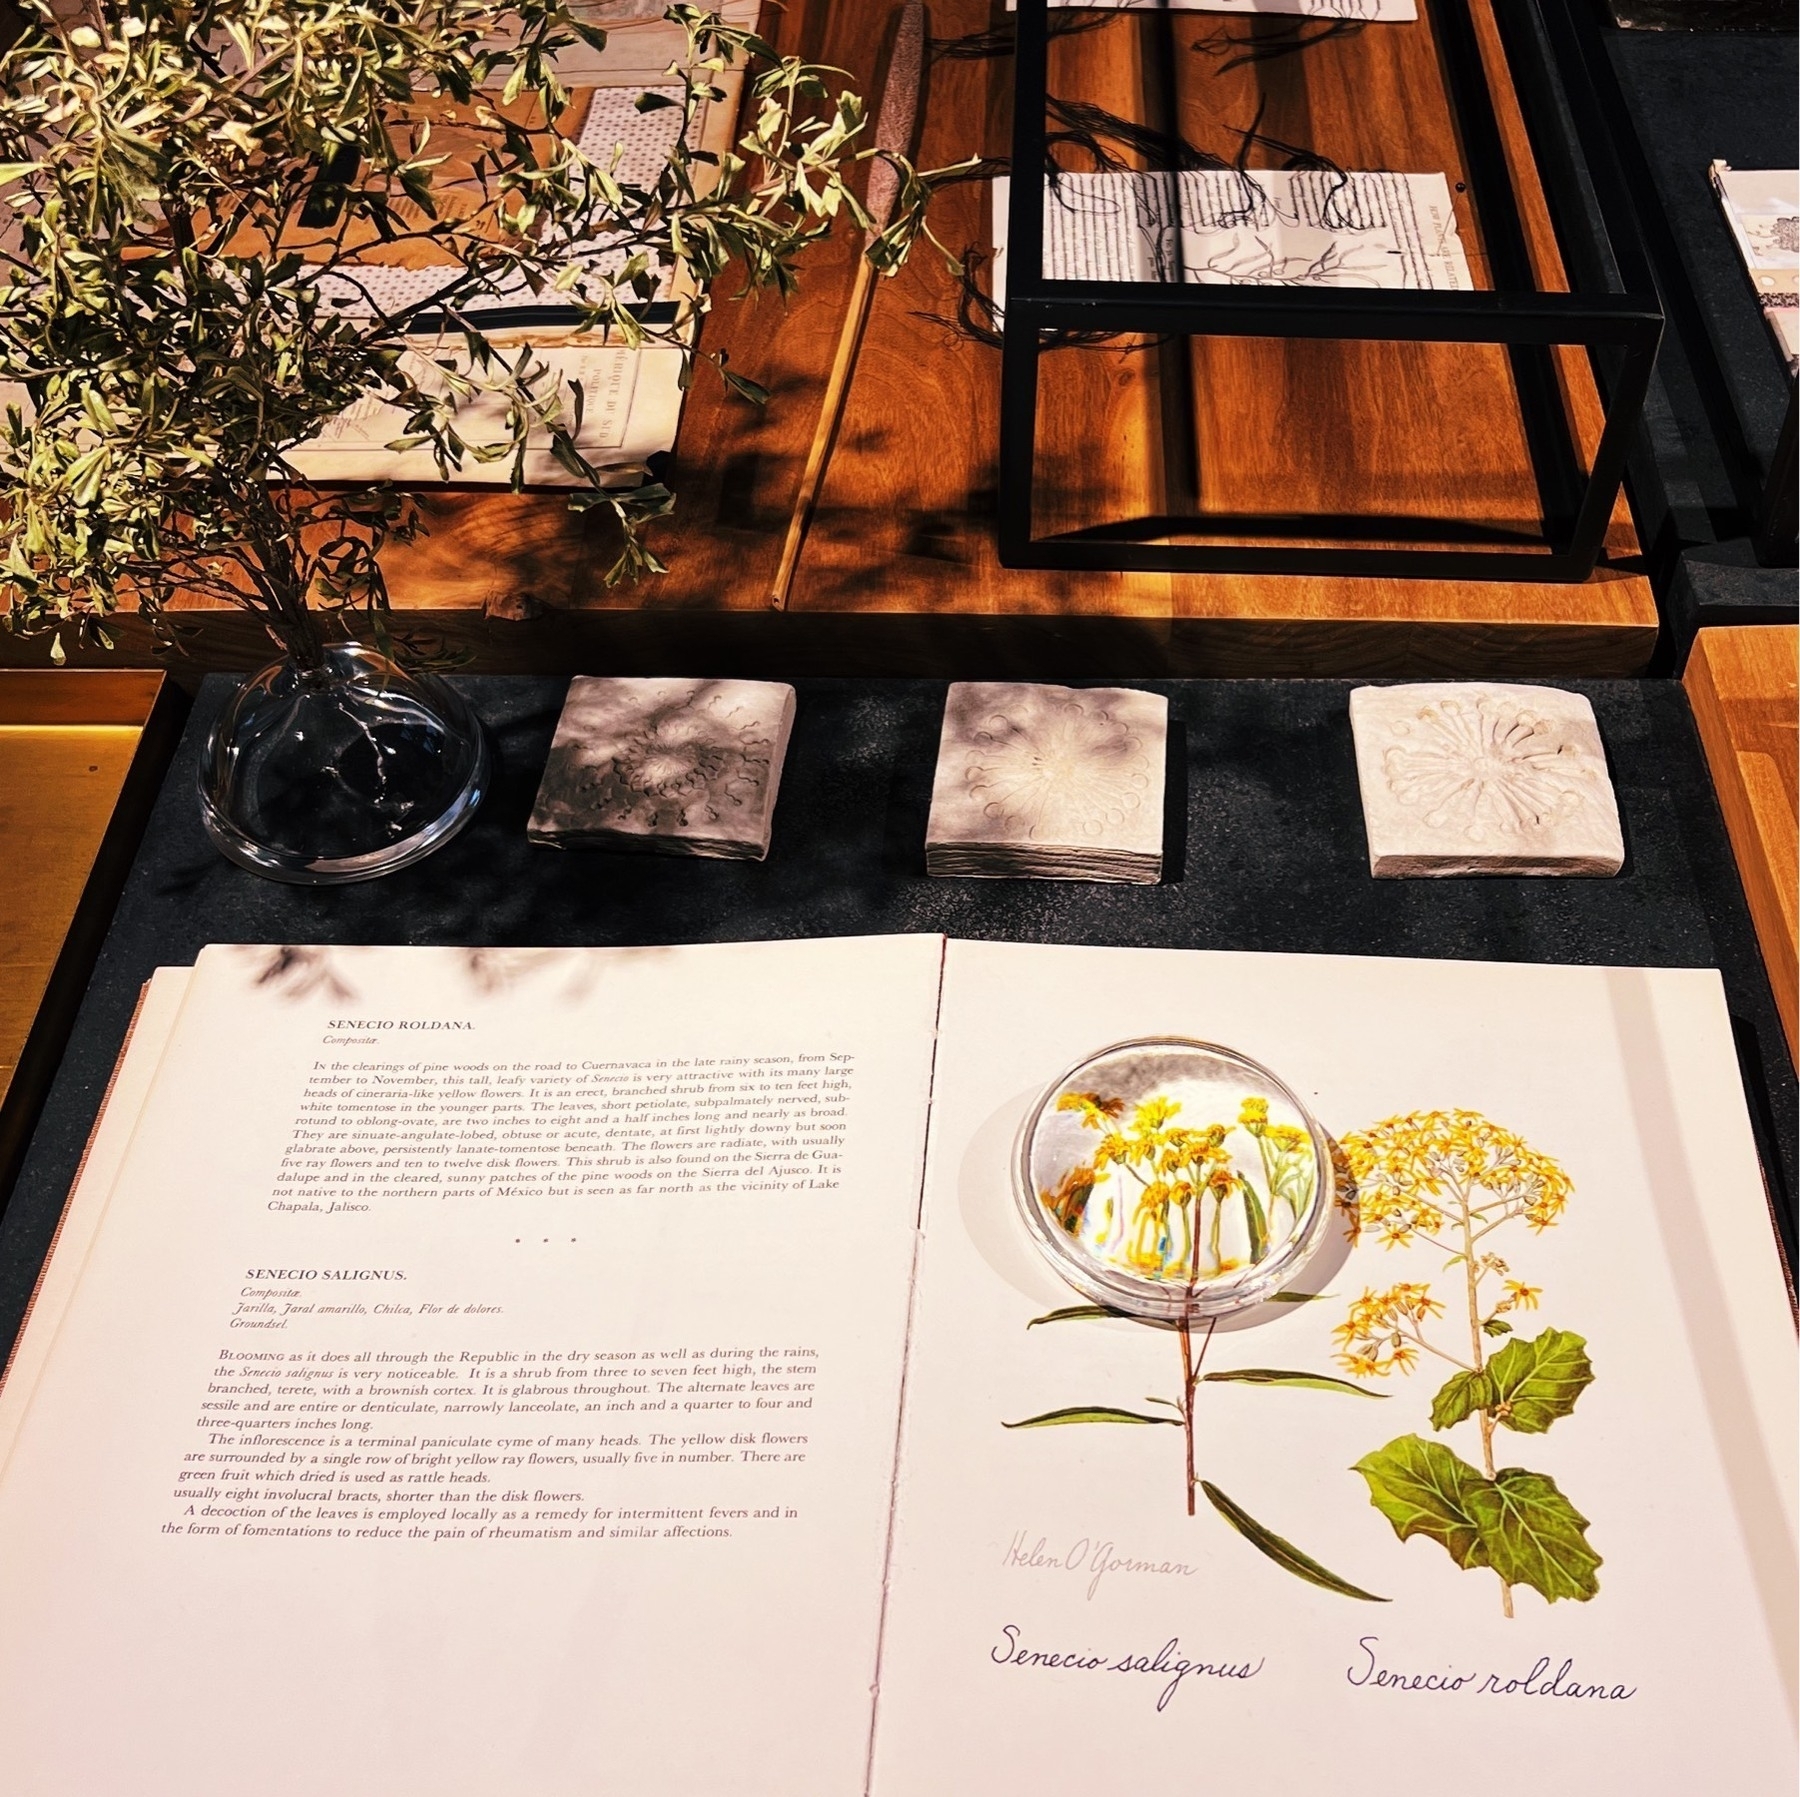 MÉRIQUE DU SUD
POLITIQUE
SENECIO ROLDANA.
Compositæ.
In the clearings of pine woods on the road to Cuernavaca in the late rainy season, from Sep-
tember to November, this tall, leafy variety of Senecio is very attractive with its many large
heads of cineraria-like yellow flowers. It is an erect, branched shrub from six to ten feet high,
white tomentose in the younger parts. The leaves, short petiolate, subpalmately nerved, sub-
rotund to oblong-ovate, are two inches to eight and a half inches long and nearly as broad.
They are sinuate-angulate-lobed, obtuse or acute, dentate, at first lightly downy but soon
glabrate above, persistently lanate-tomentose beneath. The flowers are radiate, with usually
five ray flowers and ten to twelve disk flowers. This shrub is also found on the Sierra de Gua-
dalupe and in the cleared, sunny patches of the pine woods on the Sierra del Ajusco. It is
not native to the northern parts of México but is seen as far north as the vicinity of Lake
Chapala, Jalisco.
• • •
SENECIO SALIGNUS.
Compositæ.
Jarilla, Jaral amarillo, Chilca, Flor de dolores.
Groundsel.
Blooming as it does all through the Republic in the dry season as well as during the rains,
the Senecio salignus is very noticeable. It is a shrub from three to seven feet high, the stem
branched, terete, with a brownish cortex. It is glabrous throughout. The alternate leaves are
sessile and are entire or denticulate, narrowly lanceolate, an inch and a quarter to four and
three-quarters inches long.
The inflorescence is a terminal paniculate cyme of many heads. The yellow disk flowers
are surrounded by a single row of bright yellow ray flowers, usually five in number. There are
green fruit which dried is used as rattle heads.
usually eight involucral bracts, shorter than the disk flowers.
A decoction of the leaves is employed locally as a remedy for intermittent fevers and in
the form of fomentations to reduce the pain of rheumatism and similar affections.
Helen O'Gorman
Senecio salignus
Senecio roldana